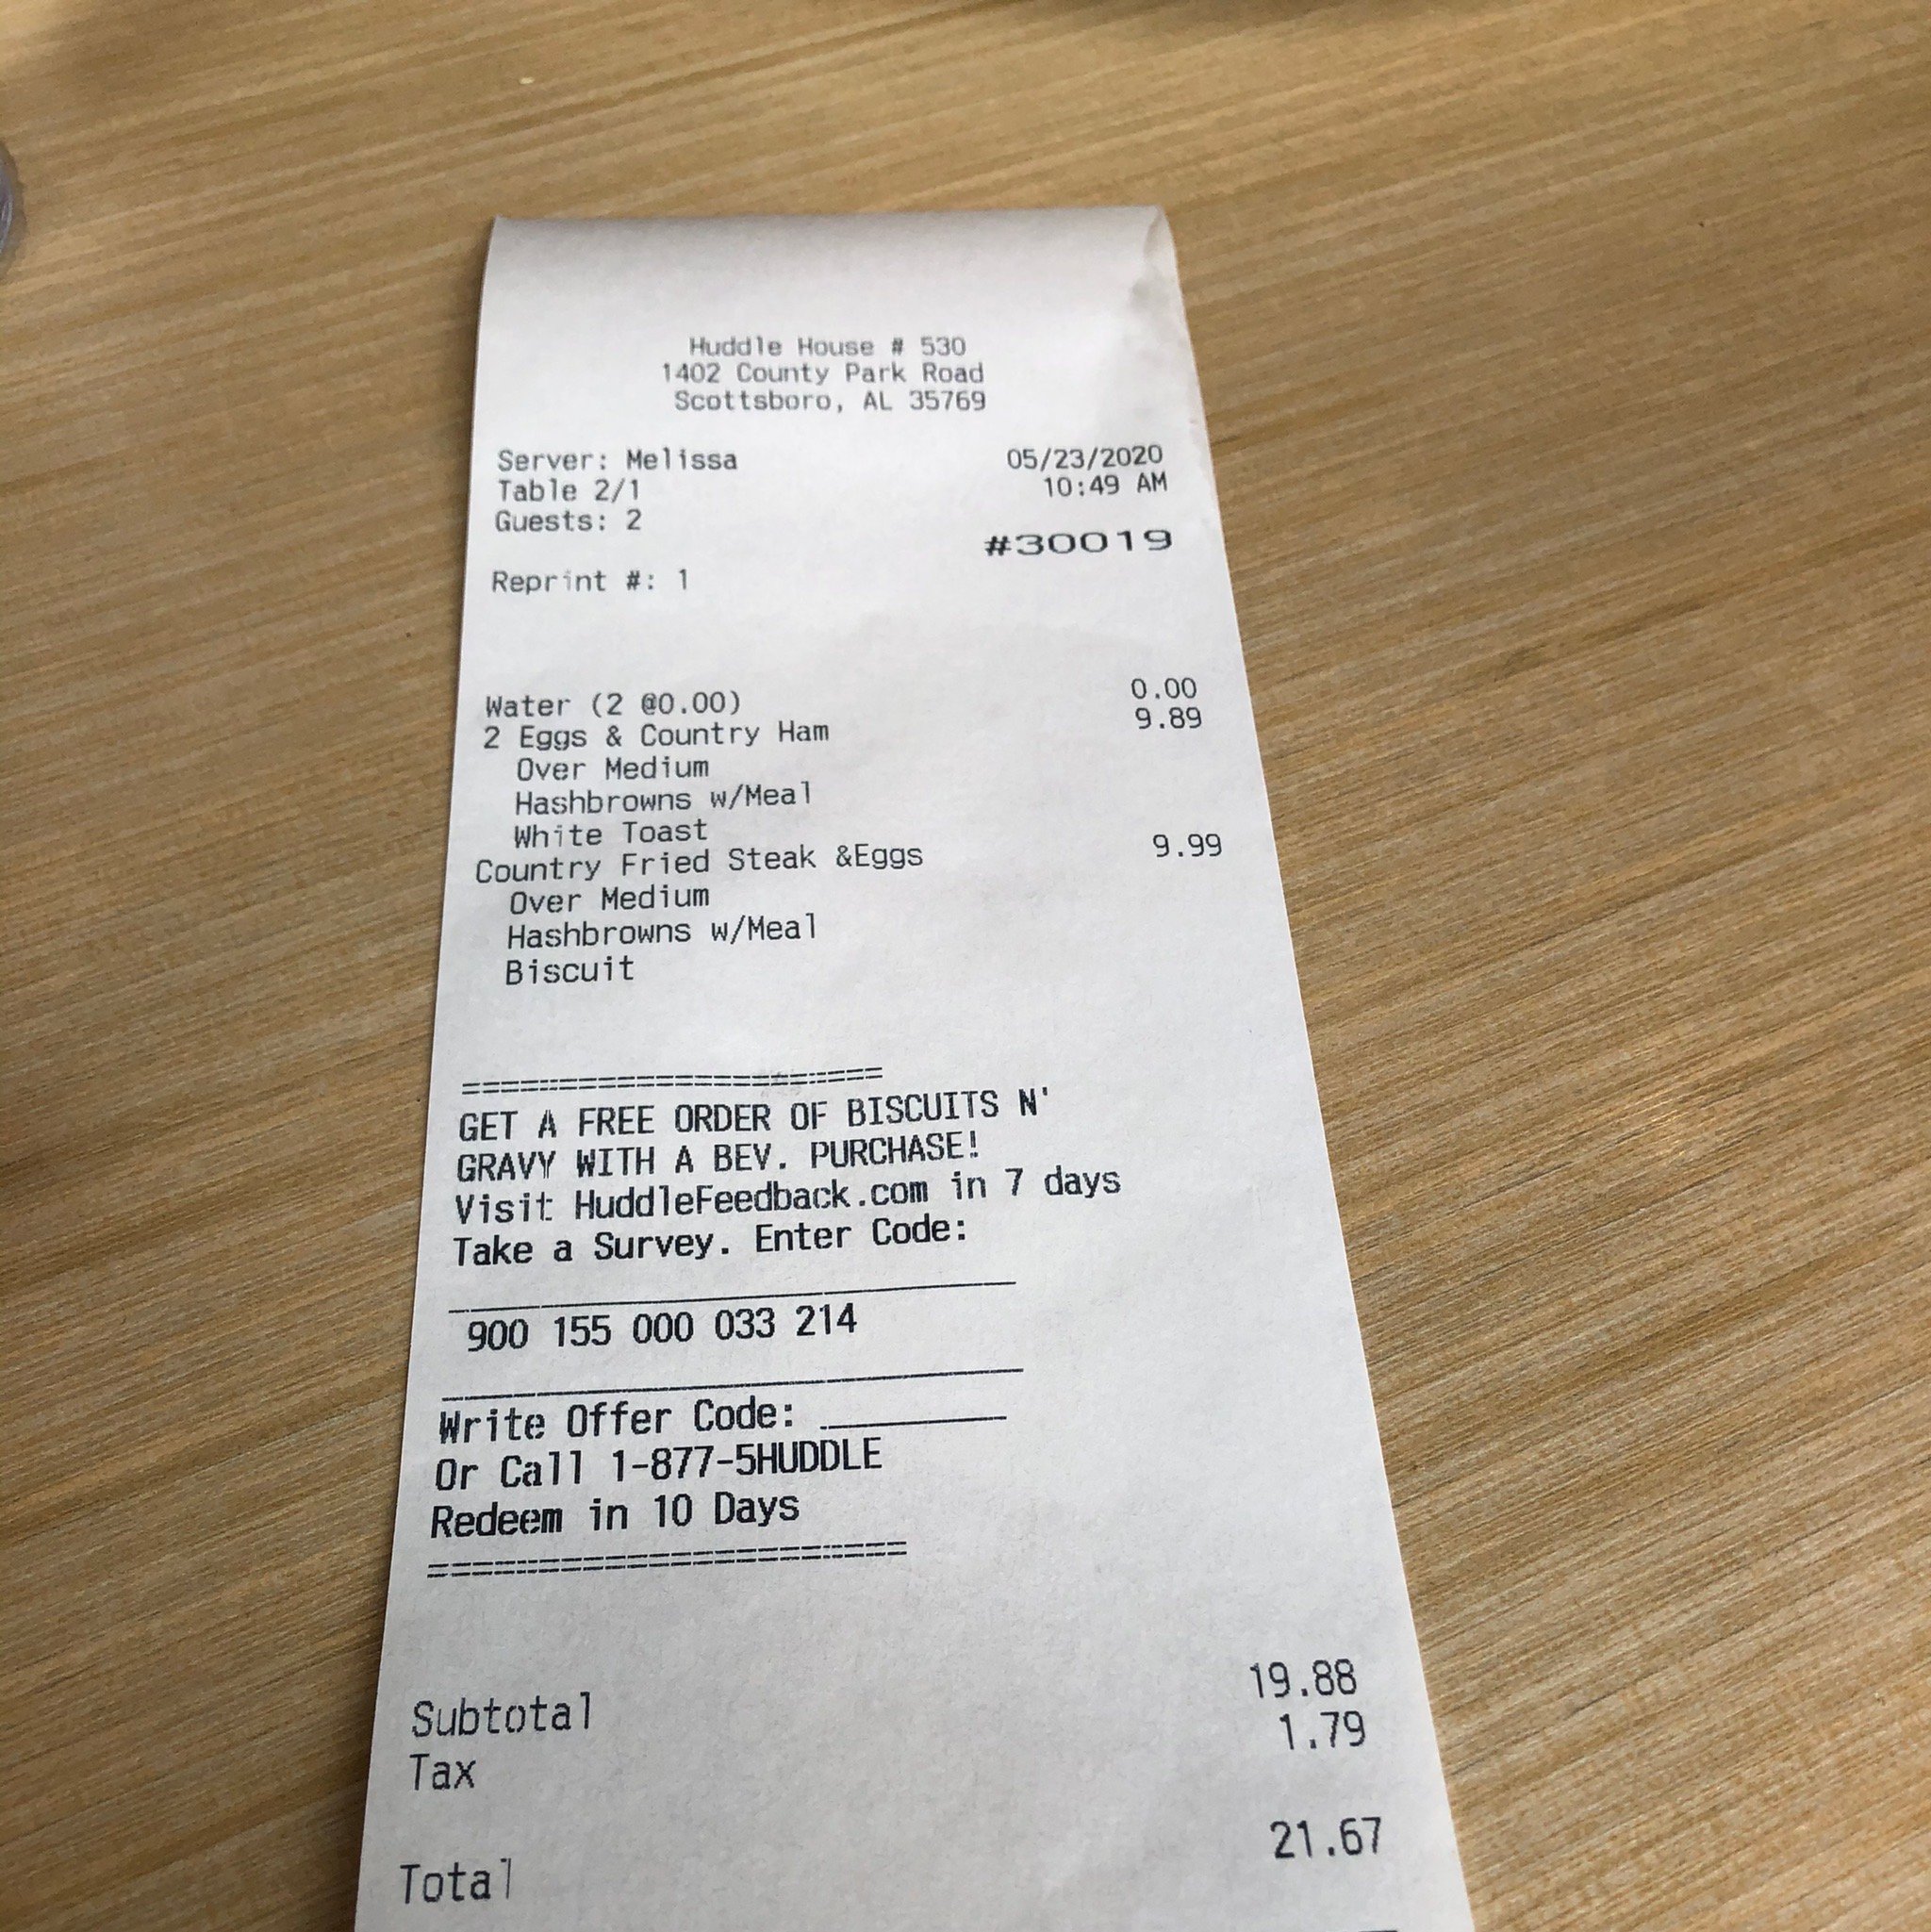 Huddle House # 530
1402 County Park Road
Scottsboro, AL 35769
Server: Melissa 05/23/2020
Table 2/1 10:49 AM
Guests: 2
#30019
Reprint #: 1
Water (2 @0.00) 0.00
2 Eggs & Country Ham 9.89
Over Medium
Hashbrowns w/Meal
White Toast
Country Fried Steak &Eggs 9.99
Over Medium
Hashbrowns w/Meal
Biscuit
======================
GET A FREE ORDER OF BISCUITS N'
GRAVY WITH A BEV. PURCHASE!
Visit HuddleFeedback.com in 7 days
Take a Survey. Enter Code:
900 155 000 033 214
Write Offer Code: ________
Or Call 1-877-5HUDDLE
Redeem in 10 Days
======================
Subtotal 19.88
Tax 1.79
Total 21.67